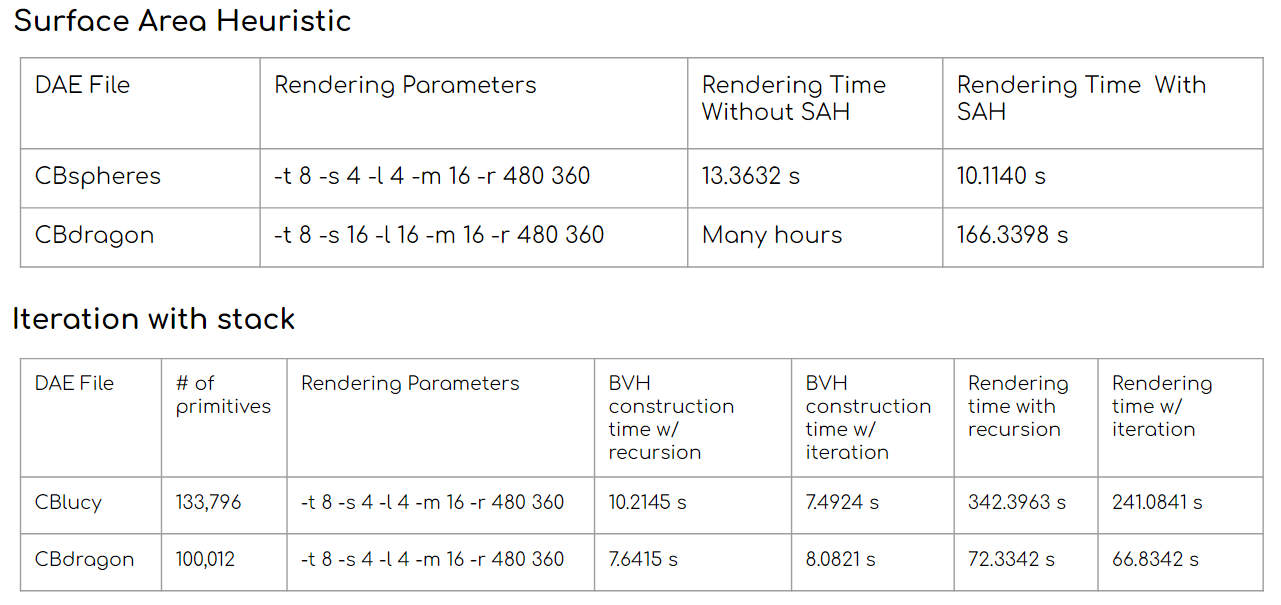 Surface Area Heuristic
DAE File
Rendering Parameters
Rendering Time
Without SAH
Rendering Time With
SAH
CBspheres
-t 8 -s 4 -l 4 -m 16 -r 480 360
13.3632 s
10.1140 s
CBdragon
-t 8 -s 16 -l 16 -m 16 -r 480 360
Many hours
166.3398 s
Iteration with stack
DAE File
# of
primitives
Rendering Parameters
BVH
construction
time w/
recursion
BVH
construction
time w/
iteration
Rendering
time with
recursion
Rendering
time w/
iteration
CBlucy
133,796
-t 8 -s 4 -l 4 -m 16 -r 480 360
10.2145 s
7.4924 s
342.3963 s
241.0841 s
CBdragon
100,012
-t 8 -s 4 -l 4 -m 16 -r 480 360
7.6415 s
8.0821 s
72.3342 s
66.8342 s